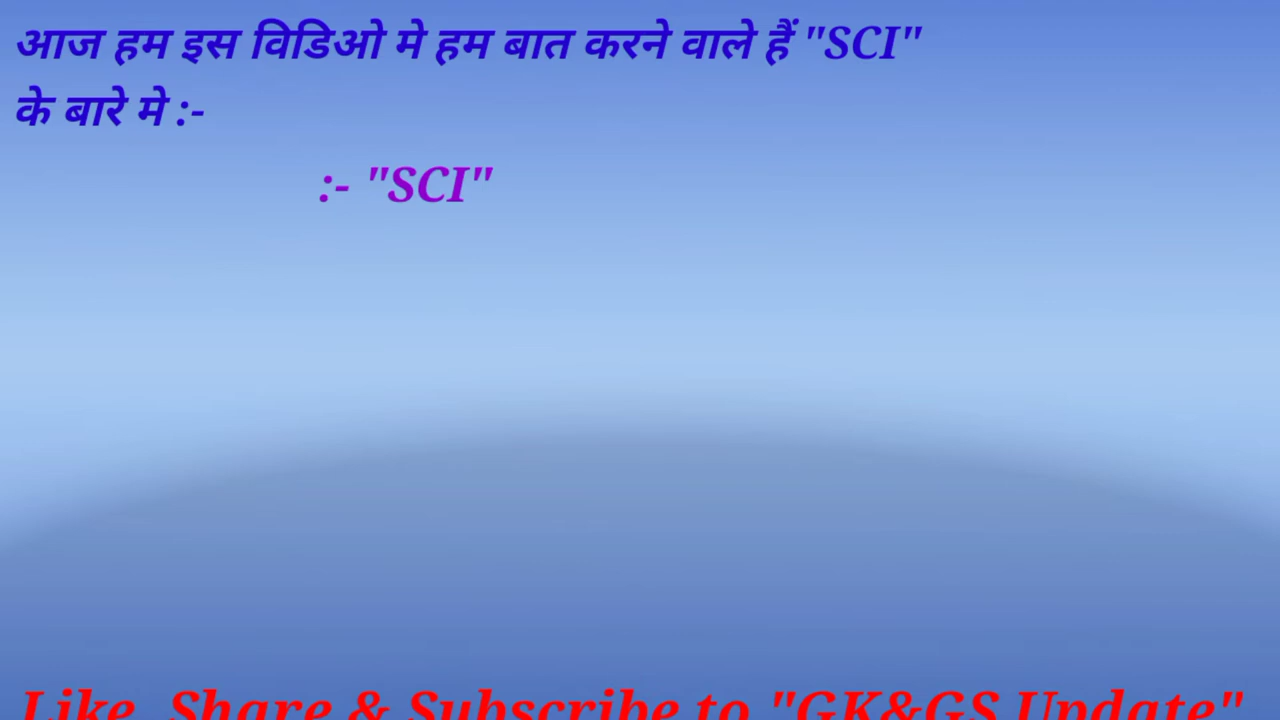 आज हम इस विडिओ मे हम बात करने वाले हैं "SCI"
के बारे मे :-
:- "SCI"
Like, Share & Subscribe to "GK&GS Update"